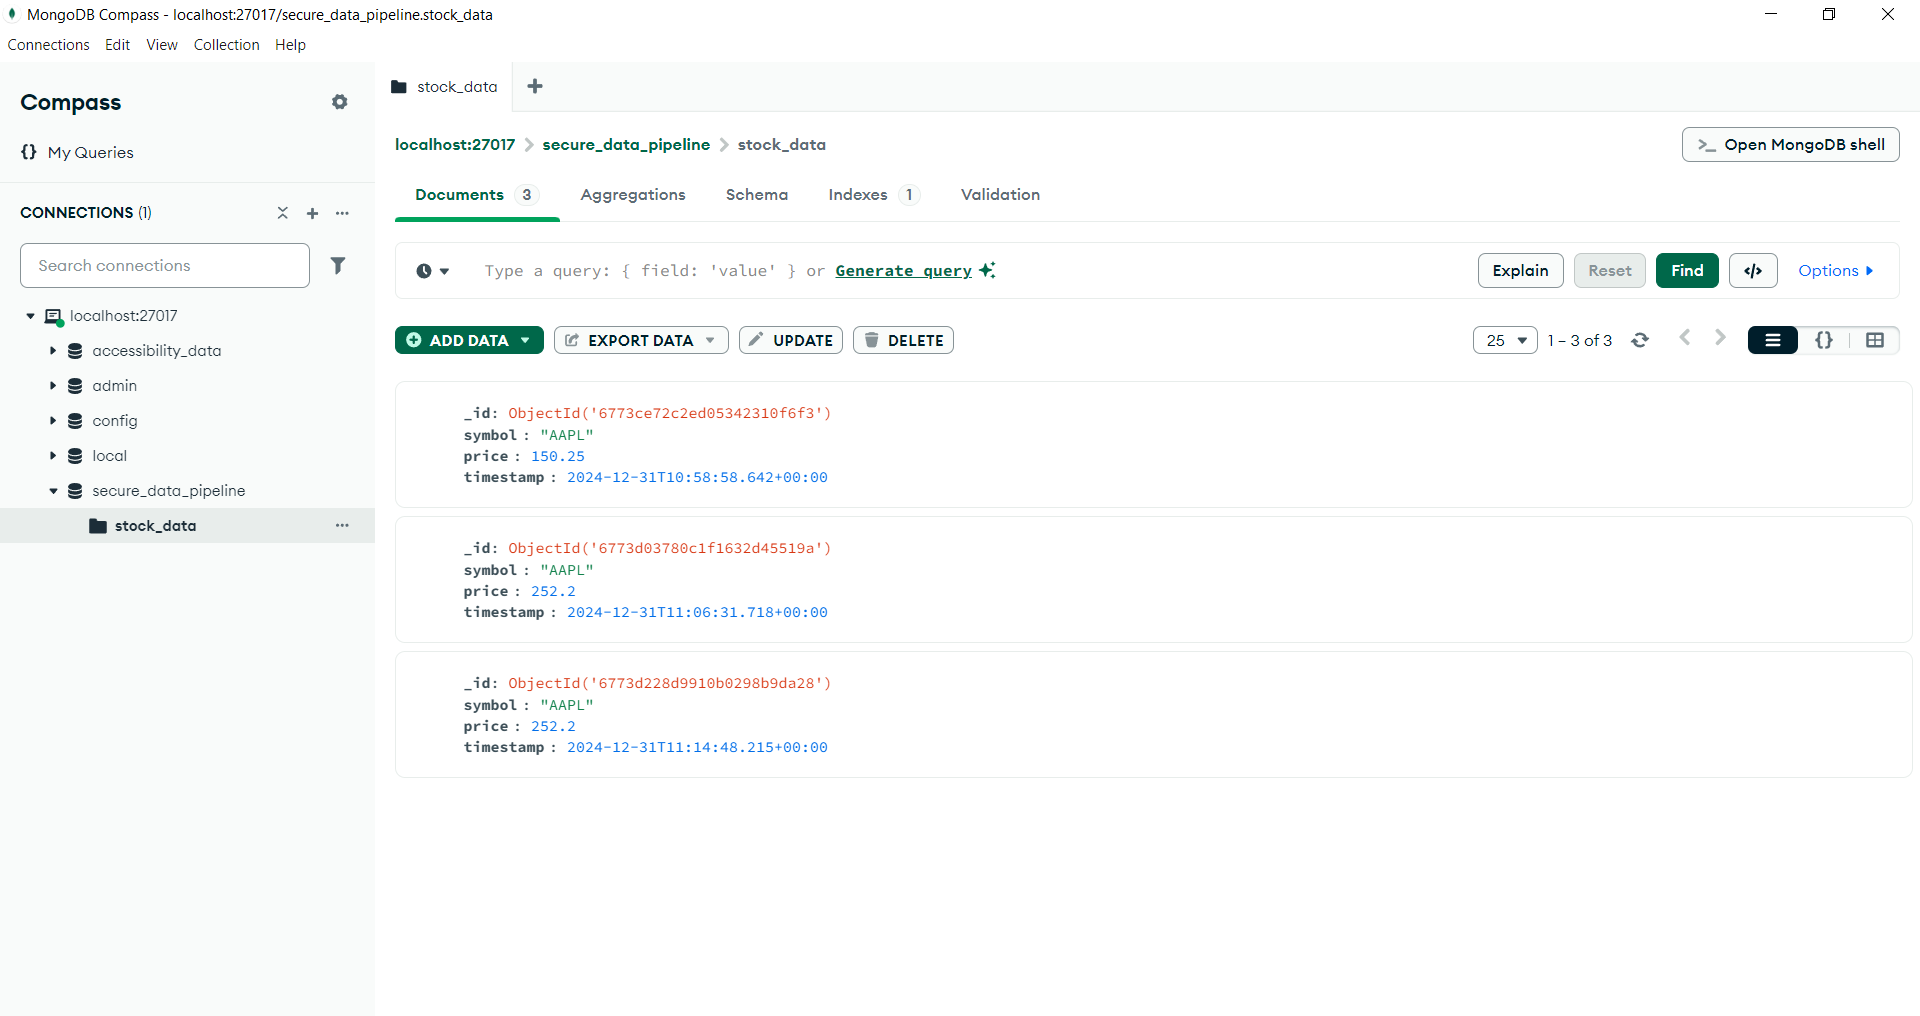 MongoDB Compass - localhost:27017/secure_data_pipeline.stock_data
Connections Edit View Collection Help
Compass
{} My Queries
CONNECTIONS (1)
Search connections
localhost:27017
accessibility_data
admin
config
local
secure_data_pipeline
stock_data
stock_data
localhost:27017 > secure_data_pipeline > stock_data
>_ Open MongoDB shell
Documents 3 Aggregations Schema Indexes 1 Validation
Type a query: { field: 'value' } or Generate query
Explain Reset Find </> Options
ADD DATA EXPORT DATA UPDATE DELETE
25 1 – 3 of 3 {}
_id: ObjectId('6773ce72c2ed05342310f6f3')
symbol : "AAPL"
price : 150.25
timestamp : 2024-12-31T10:58:58.642+00:00
_id: ObjectId('6773d03780c1f1632d45519a')
symbol : "AAPL"
price : 252.2
timestamp : 2024-12-31T11:06:31.718+00:00
_id: ObjectId('6773d228d9910b0298b9da28')
symbol : "AAPL"
price : 252.2
timestamp : 2024-12-31T11:14:48.215+00:00